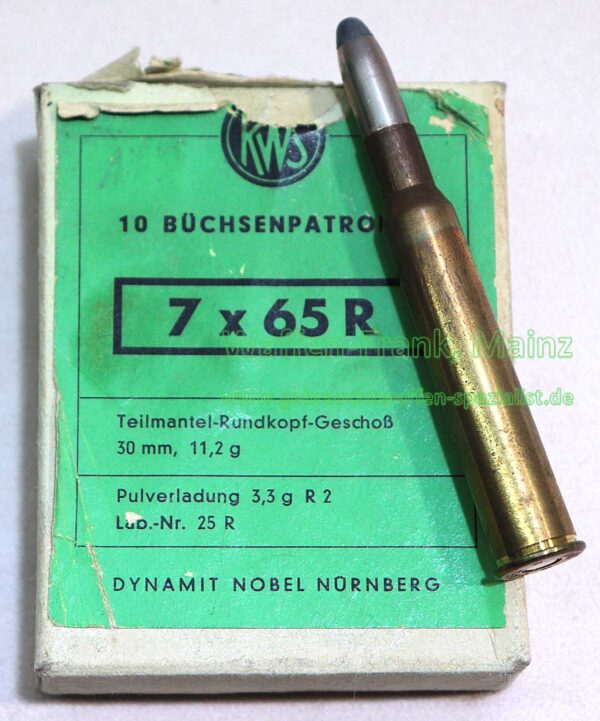 RWS
10 BÜCHSENPATRO
7 x 65 R
Waffen Frank, Mainz
Teilmantel-Rundkopf-Geschoß
30 mm, 11,2 g
Pulverladung 3,3 g R 2
Lab.-Nr. 25 R
DYNAMIT NOBEL NÜRNBERG